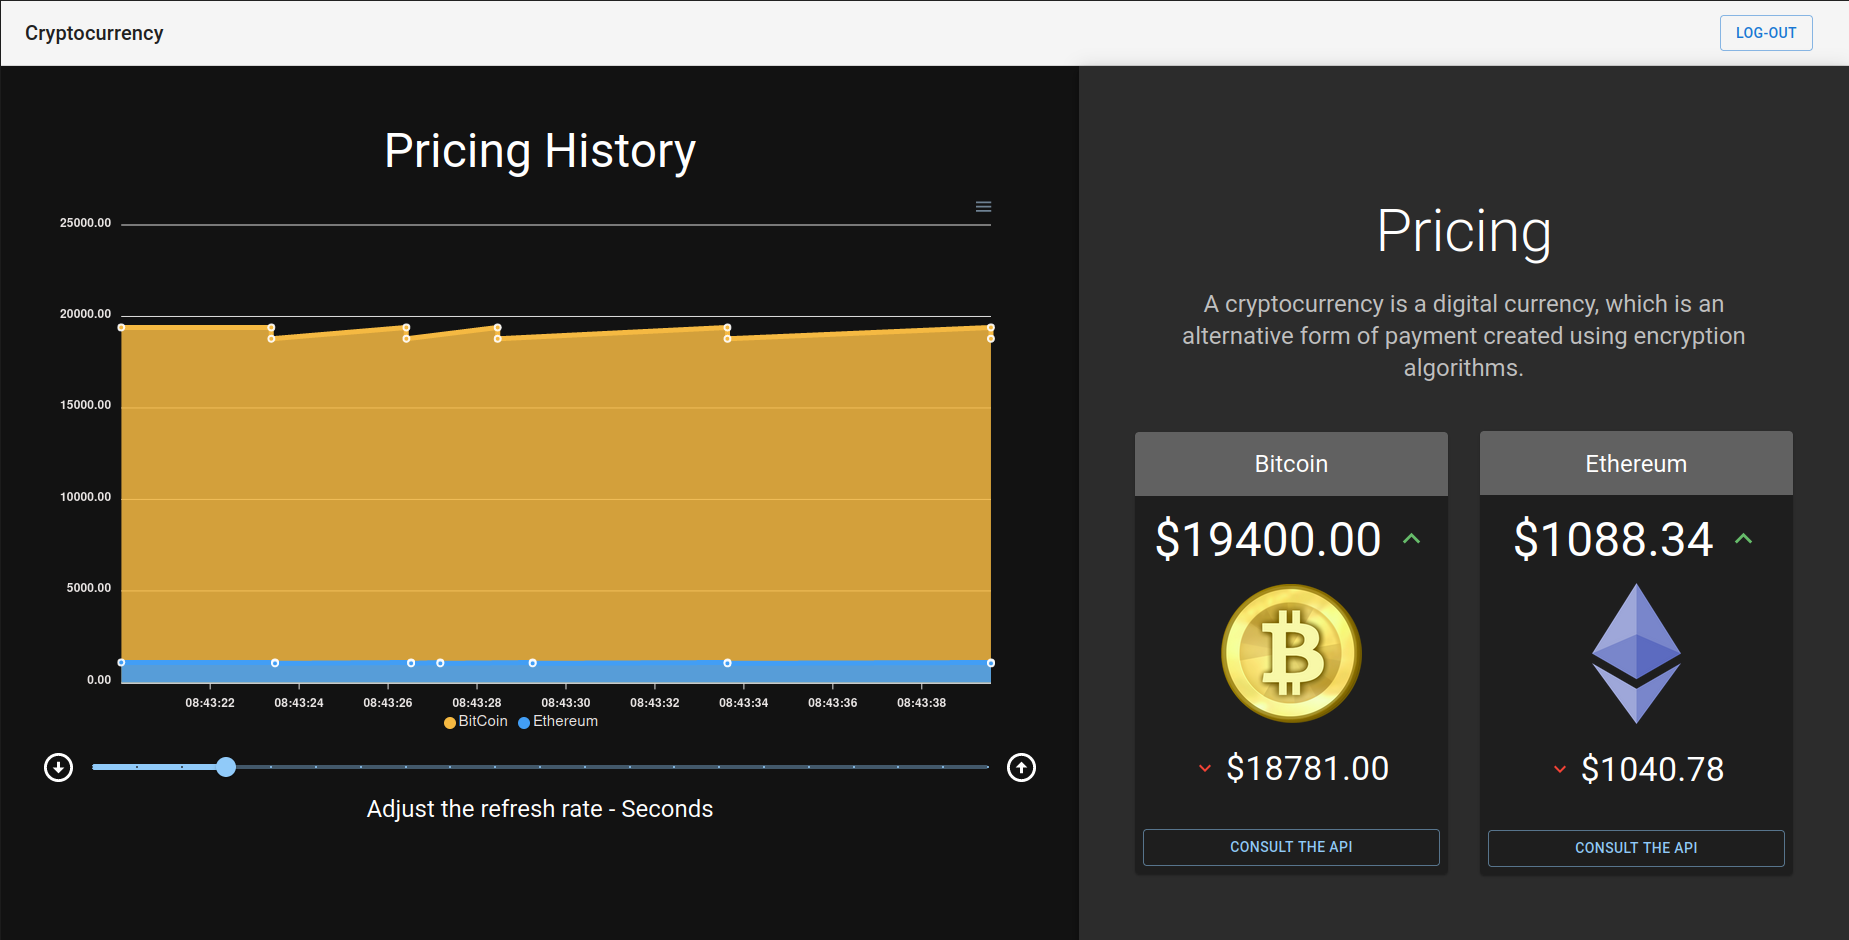 Cryptocurrency
LOG-OUT
Pricing History
25000.00
20000.00
15000.00
10000.00
5000.00
0.00
08:43:22 08:43:24 08:43:26 08:43:28 08:43:30 08:43:32 08:43:34 08:43:36 08:43:38
BitCoin Ethereum
Adjust the refresh rate - Seconds
Pricing
A cryptocurrency is a digital currency, which is an
alternative form of payment created using encryption
algorithms.
Bitcoin
$19400.00
$18781.00
CONSULT THE API
Ethereum
$1088.34
$1040.78
CONSULT THE API